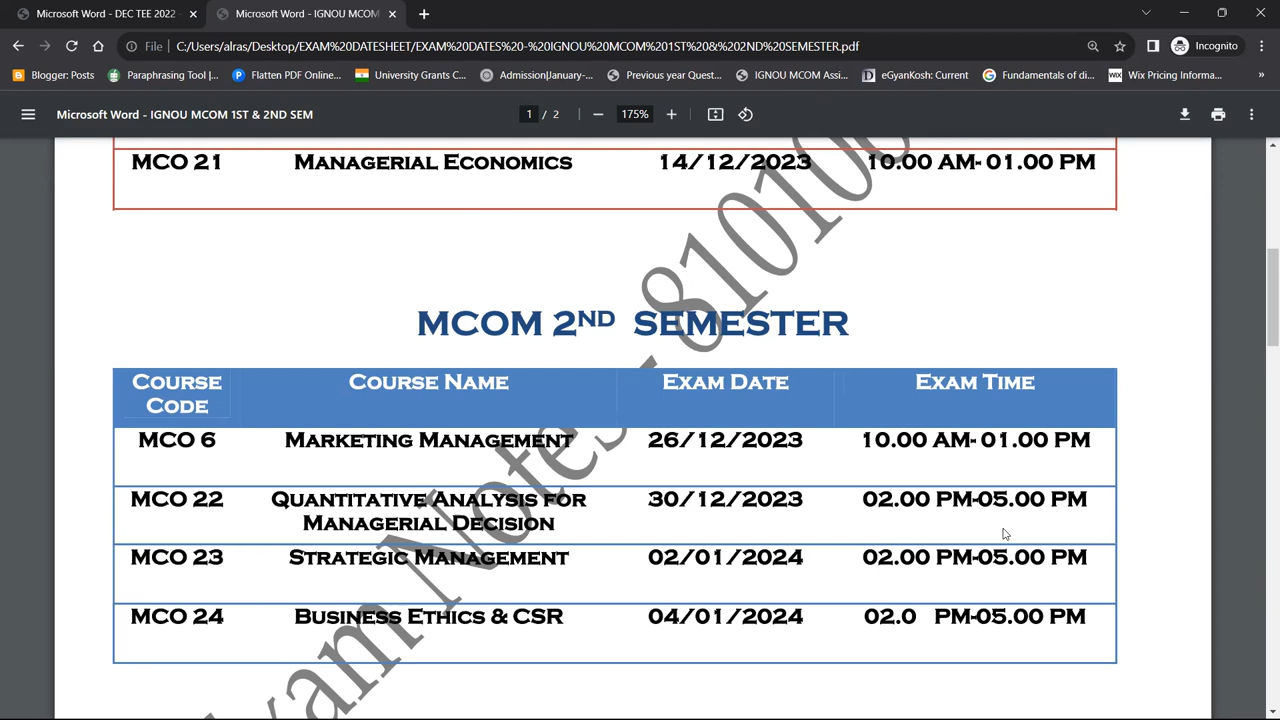 Microsoft Word - DEC TEE 2022 -
Microsoft Word - IGNOU MCOM
File
C:/Users/alras/Desktop/EXAM%20DATESHEET/EXAM%20DATES%20-%20IGNOU%20MCOM%201ST%20&%202ND%20SEMESTER.pdf
Incognito
Blogger: Posts
Paraphrasing Tool |...
Flatten PDF Online...
University Grants C...
Admission|January-...
Previous year Quest...
IGNOU MCOM Assi...
eGyanKosh: Current
Fundamentals of di...
WIX
Wix Pricing Informa...
»
Microsoft Word - IGNOU MCOM 1ST & 2ND SEM
1 / 2
175%
MCO 21 Managerial Economics 14/12/2023 10.00 AM- 01.00 PM
MCOM 2ND SEMESTER
Course Code Course Name Exam Date Exam Time
MCO 6 Marketing Management 26/12/2023 10.00 AM- 01.00 PM
MCO 22 Quantitative Analysis for Managerial Decision 30/12/2023 02.00 PM-05.00 PM
MCO 23 Strategic Management 02/01/2024 02.00 PM-05.00 PM
MCO 24 Business Ethics & CSR 04/01/2024 02.0 PM-05.00 PM
Exam Notes - 810100